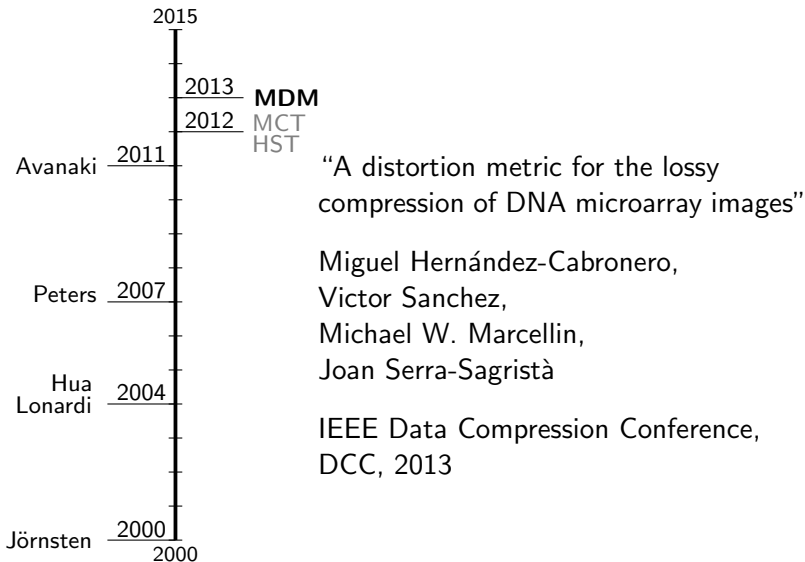 2015
2013
MDM
2012
MCT
HST
Avanaki
2011
Peters
2007
Hua
Lonardi
2004
Jörnsten
2000
2000
“A distortion metric for the lossy
compression of DNA microarray images”
Miguel Hernández-Cabronero,
Victor Sanchez,
Michael W. Marcellin,
Joan Serra-Sagristà
IEEE Data Compression Conference,
DCC, 2013